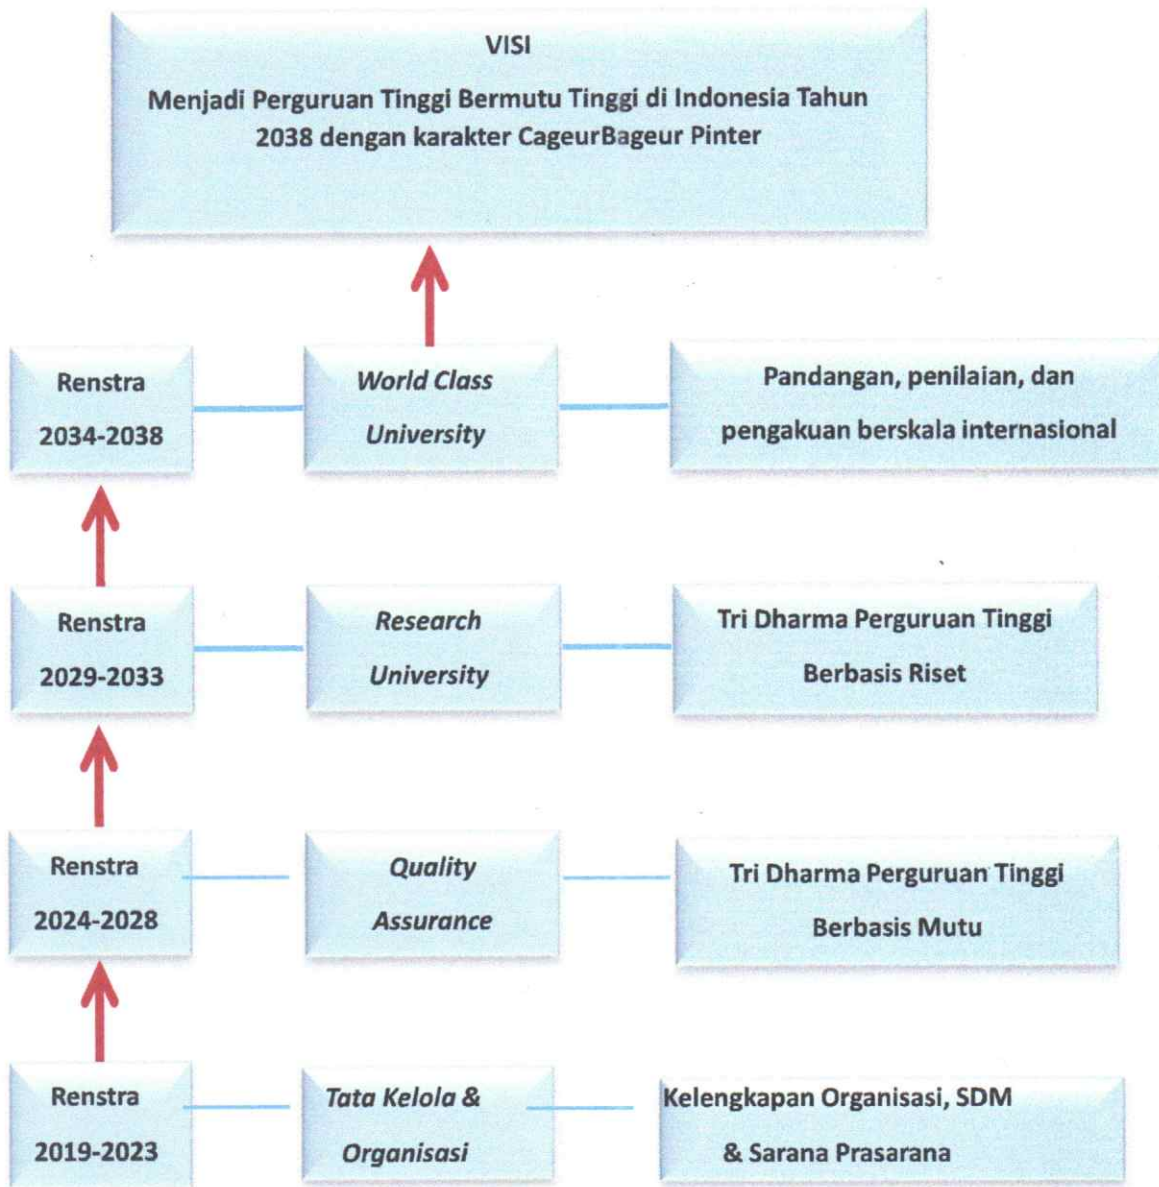 VISI
Menjadi Perguruan Tinggi Bermutu Tinggi di Indonesia Tahun
2038 dengan karakter CageurBageur Pinter
Renstra
2034-2038
World Class
University
Pandangan, penilaian, dan
pengakuan berskala internasional
Renstra
2029-2033
Research
University
Tri Dharma Perguruan Tinggi
Berbasis Riset
Renstra
2024-2028
Quality
Assurance
Tri Dharma Perguruan Tinggi
Berbasis Mutu
Renstra
2019-2023
Tata Kelola &
Organisasi
Kelengkapan Organisasi, SDM
& Sarana Prasarana